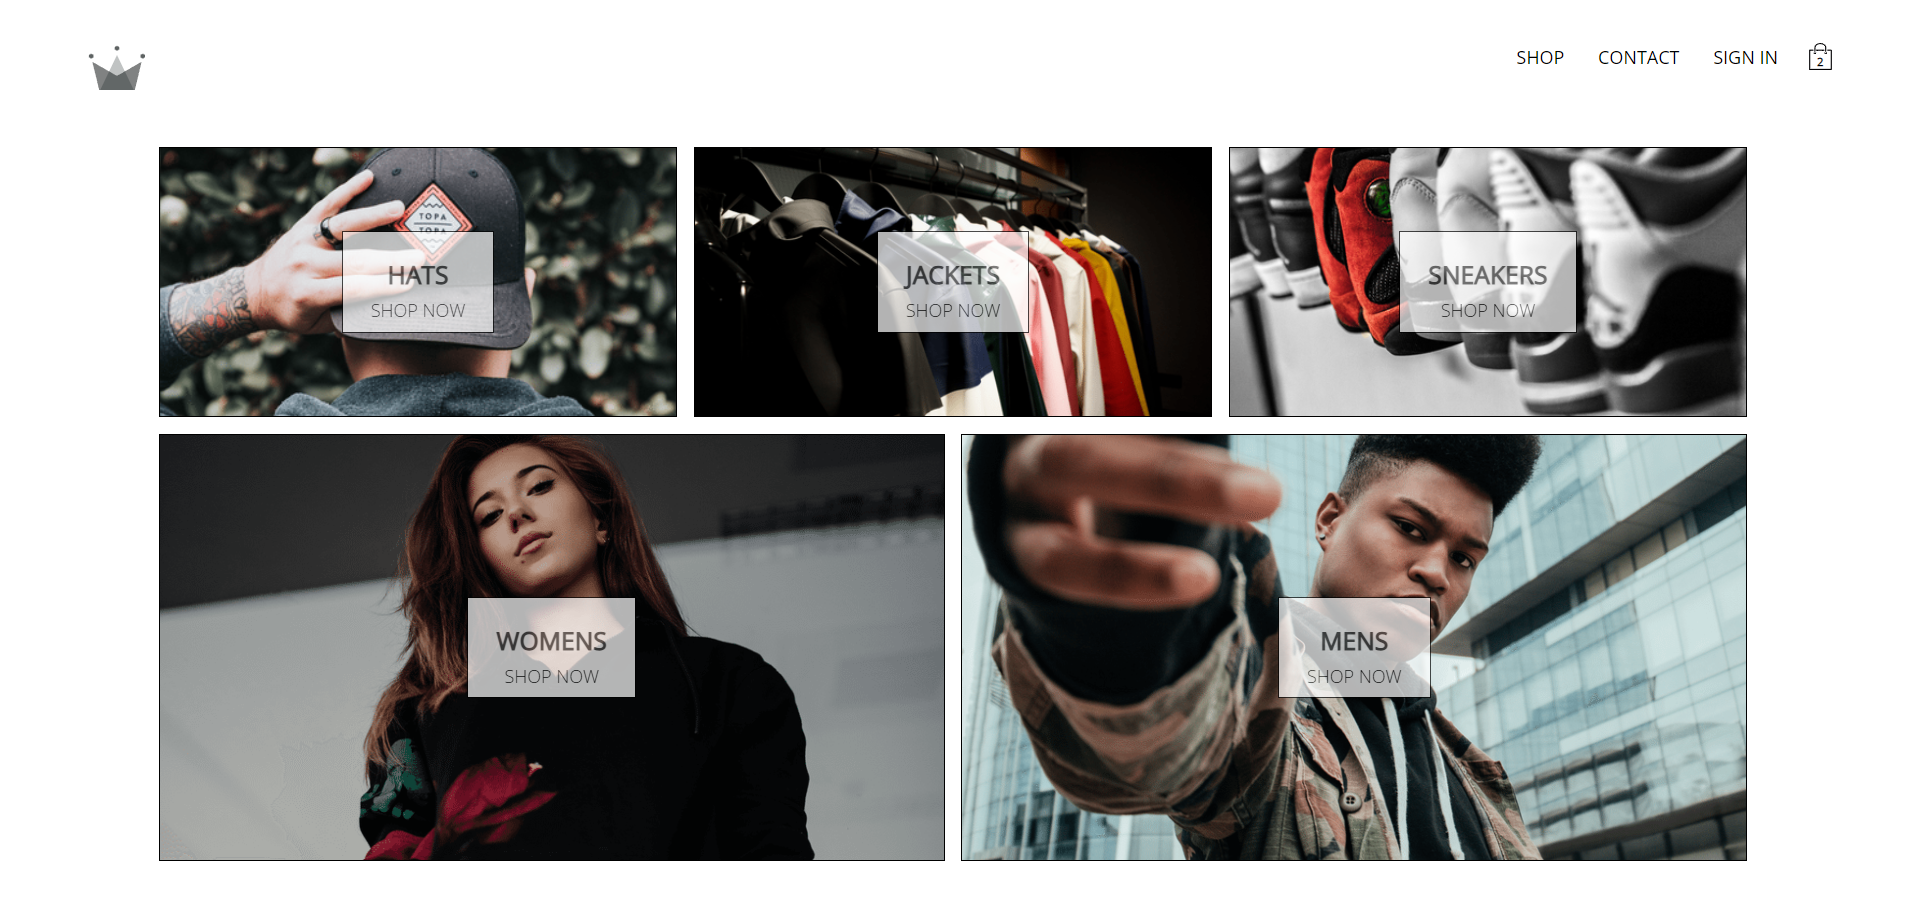 SHOP
CONTACT
SIGN IN
2
TOPA
TOPA
HATS
SHOP NOW
JACKETS
SHOP NOW
SNEAKERS
SHOP NOW
WOMENS
SHOP NOW
MENS
SHOP NOW